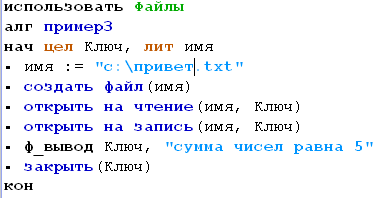 использовать Файлы
алг пример3
нач цел Ключ, лит имя
• имя := "c:\привет.txt"
• создать файл(имя)
• открыть на чтение(имя, Ключ)
• открыть на запись(имя, Ключ)
• ф_вывод Ключ, "сумма чисел равна 5"
• закрыть(Ключ)
кон